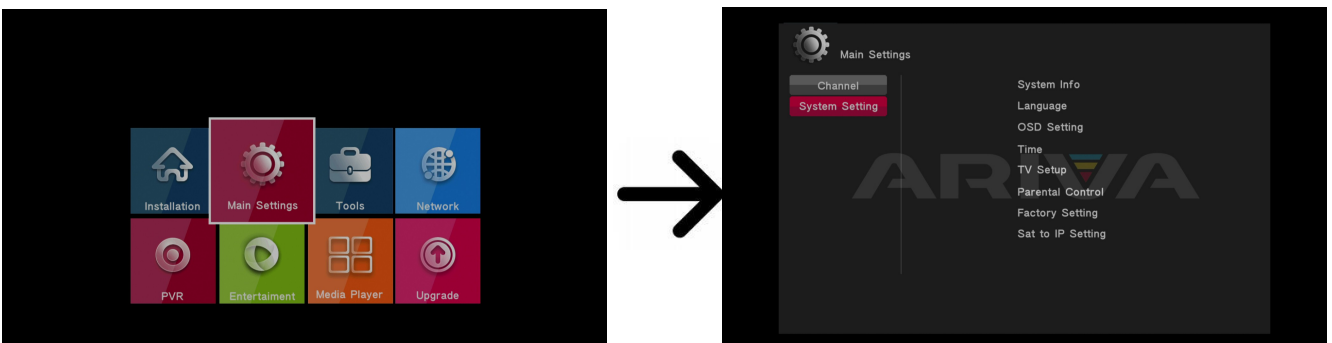 Installation
Main Settings
Tools
Network
PVR
Entertaiment
Media Player
Upgrade
Main Settings
Channel
System Setting
System Info
Language
OSD Setting
Time
TV Setup
Parental Control
Factory Setting
Sat to IP Setting
ARIVA